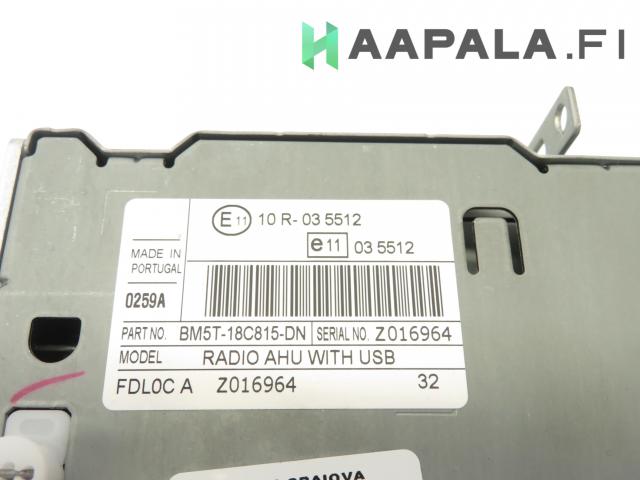 HAAPALA.FI
E11 10 R- 03 5512
e11 03 5512
MADE IN
PORTUGAL
0259A
PART NO. BM5T-18C815-DN SERIAL NO. Z016964
MODEL RADIO AHU WITH USB
FDL0C A Z016964 32